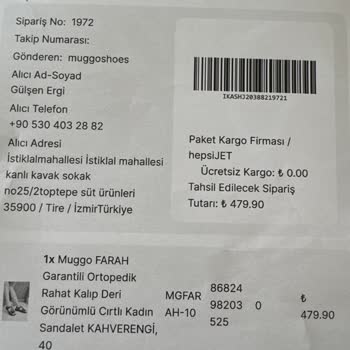 Sipariş No: 1972
Takip Numarası:
Gönderen: muggoshoes
Alıcı Ad-Soyad
Gülşen Ergi
Alıcı Telefon
+90 530 403 28 82
Alıcı Adresi
İstiklalmahallesi İstiklal mahallesi
kanlı kavak sokak
no25/2toptepe süt ürünleri
35900 / Tire / İzmirTürkiye
IKASHJ20388219721
Paket Kargo Firması /
hepsiJET
Ücretsiz Kargo: ₺ 0.00
Tahsil Edilecek Sipariş
Tutarı: ₺ 479.90
1x Muggo FARAH
Garantili Ortopedik
Rahat Kalıp Deri
Görünümlü Cırtlı Kadın
Sandalet KAHVERENGİ,
40
MGFAR
AH-10
86824
98203
525
0
₺
479.90